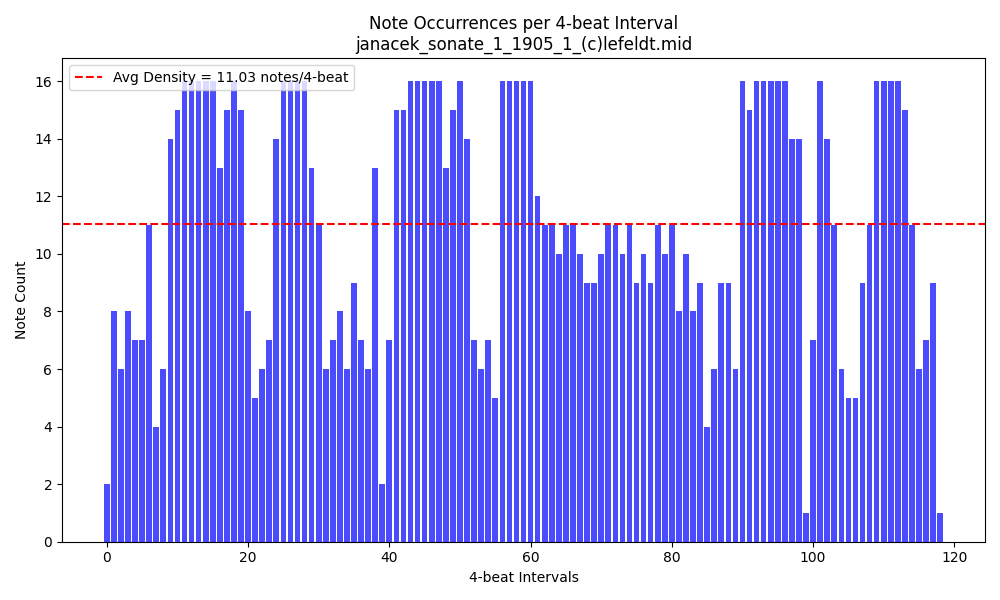 Note Occurrences per 4-beat Interval
janacek_sonate_1_1905_1_(c)lefeldt.mid
Avg Density = 11.03 notes/4-beat
Note Count
16
14
12
10
8
6
4
2
0
0 20 40 60 80 100 120
4-beat Intervals